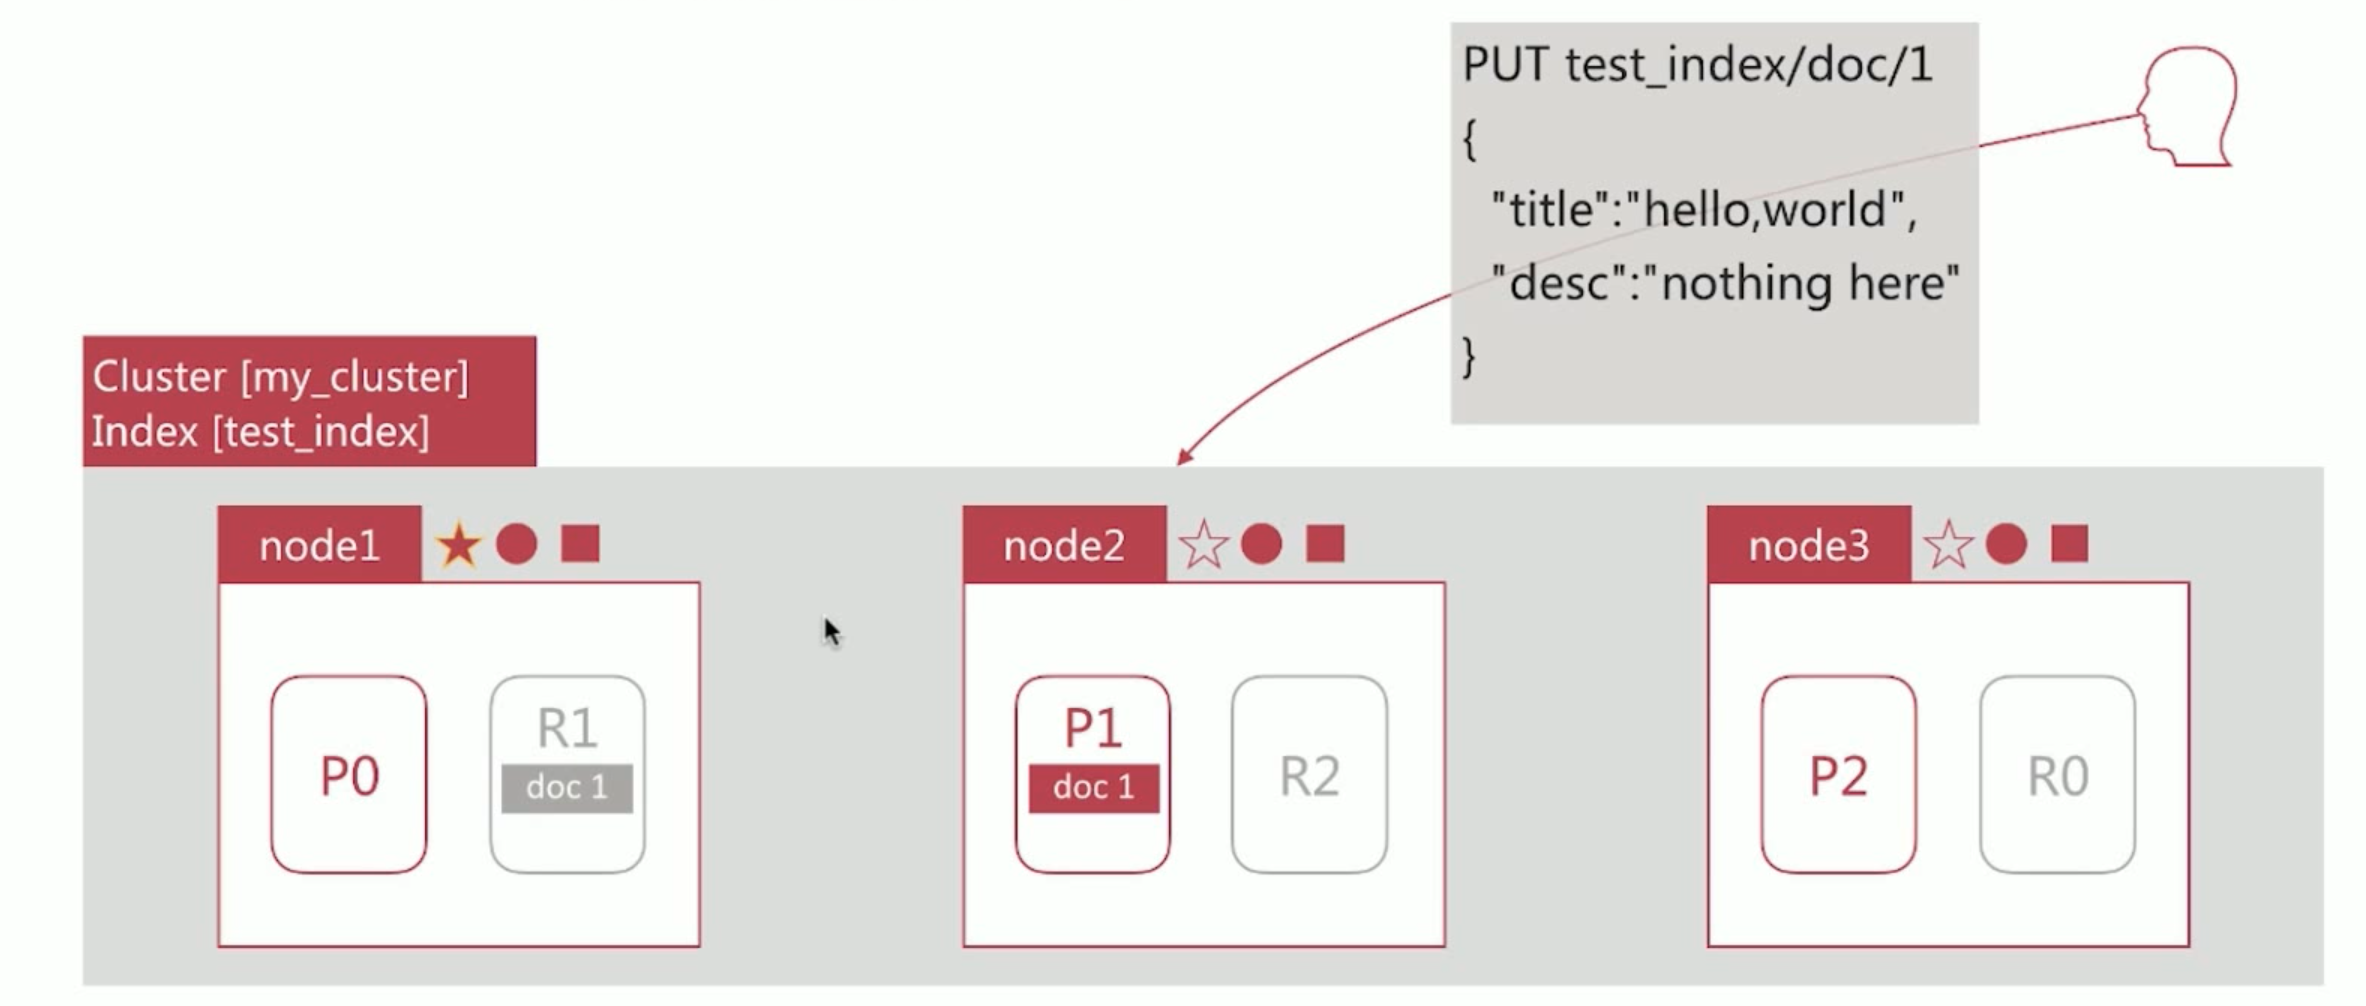 PUT test_index/doc/1
{
"title":"hello,world",
"desc":"nothing here"
}
Cluster [my_cluster]
Index [test_index]
node1
node2
node3
P0
R1
doc 1
P1
doc 1
R2
P2
R0